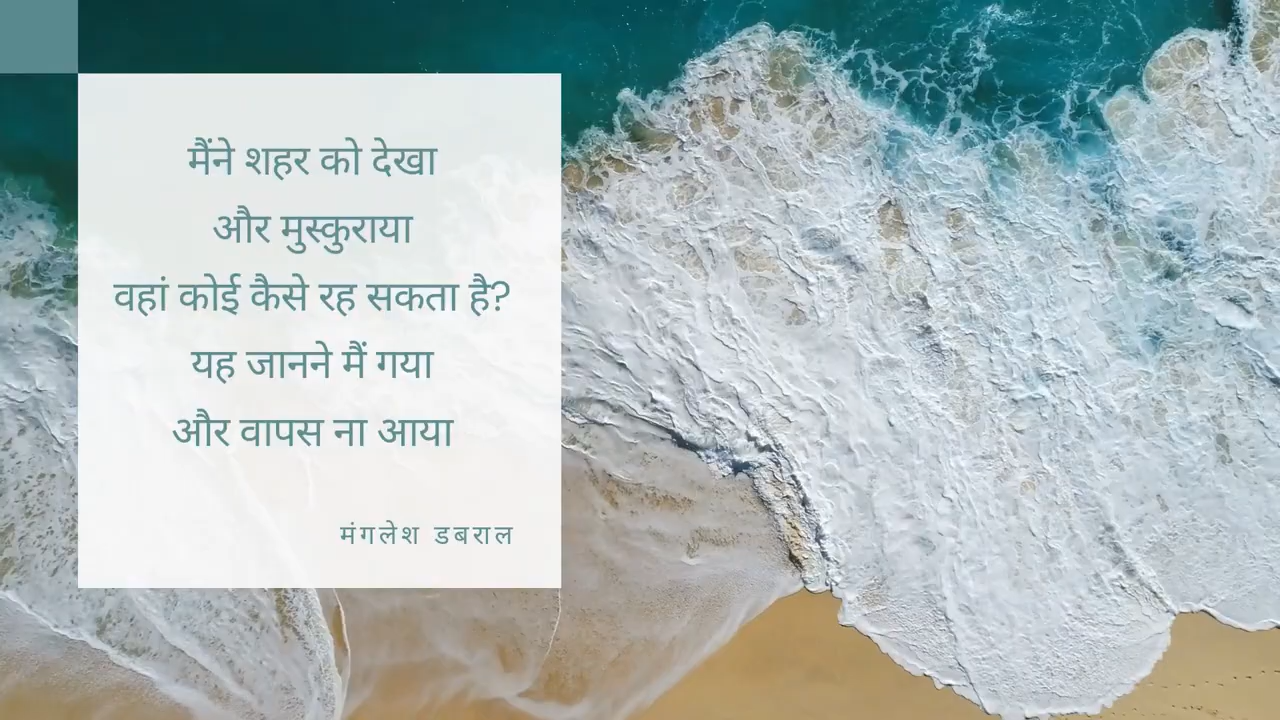 मैंने शहर को देखा
और मुस्कुराया
वहां कोई कैसे रह सकता है?
यह जानने मैं गया
और वापस ना आया
मंगलेश डबराल